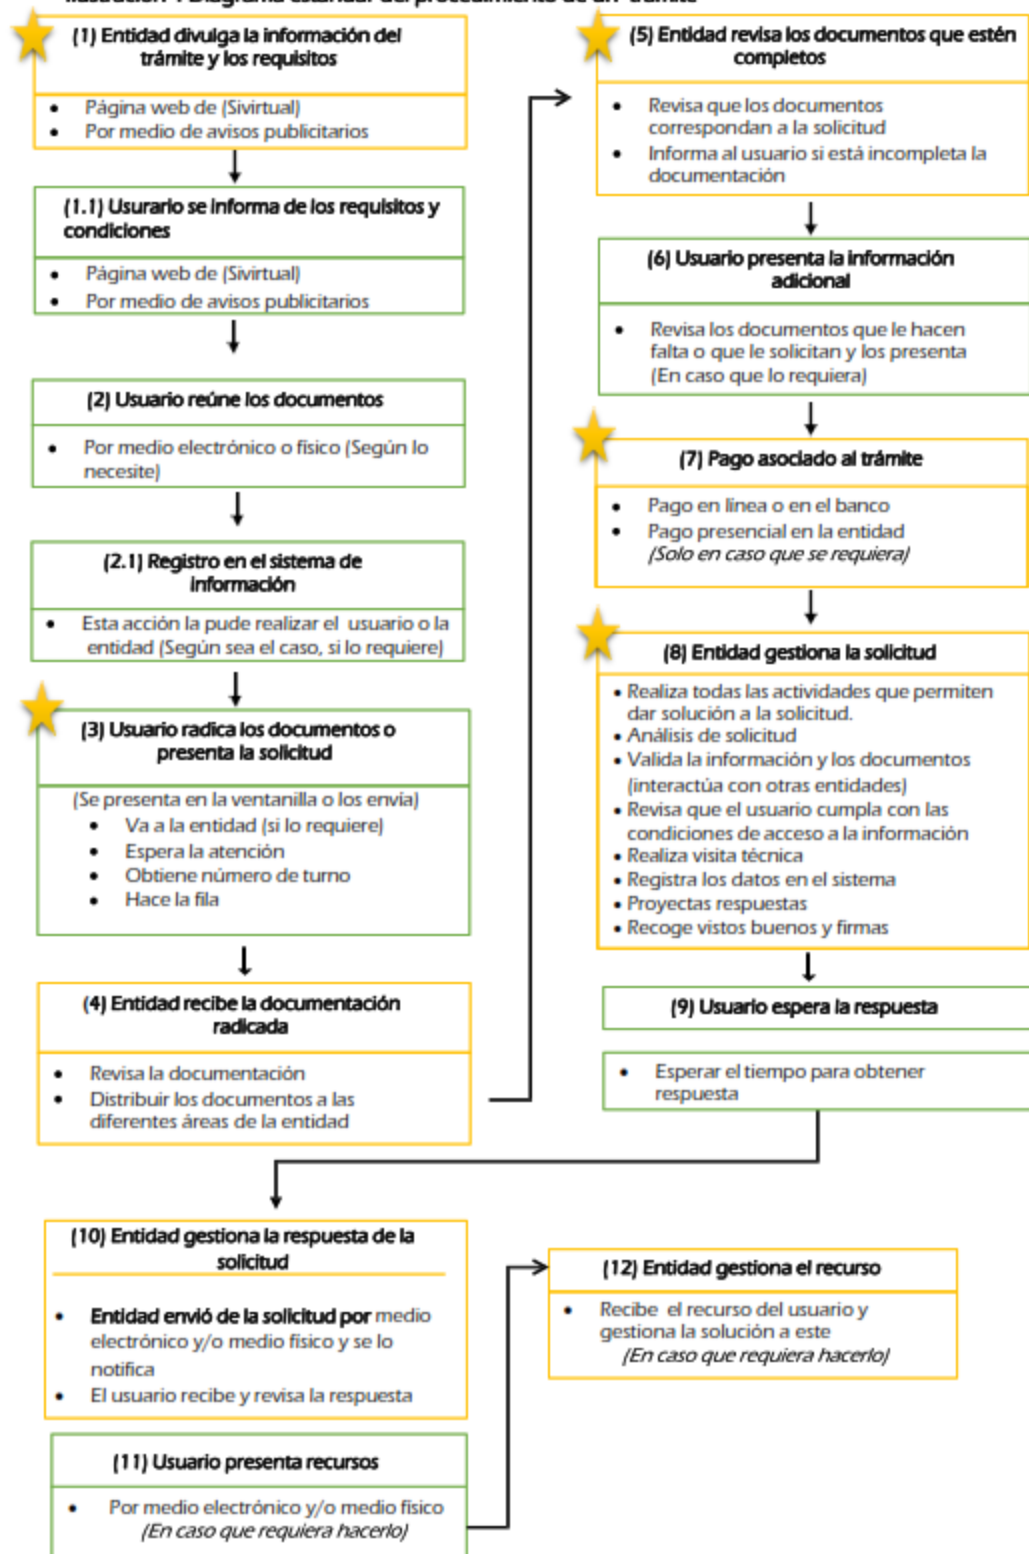 (1) Entidad divulga la información del
trámite y los requisitos
• Página web de (Sivirtual)
• Por medio de avisos publicitarios
(1.1) Usurario se informa de los requisitos y
condiciones
• Página web de (Sivirtual)
• Por medio de avisos publicitarios
(2) Usuario reúne los documentos
• Por medio electrónico o físico (Según lo
necesite)
(2.1) Registro en el sistema de
información
• Esta acción la pude realizar el usuario o la
entidad (Según sea el caso, si lo requiere)
(3) Usuario radica los documentos o
presenta la solicitud
(Se presenta en la ventanilla o los envía)
• Va a la entidad (si lo requiere)
• Espera la atención
• Obtiene número de turno
• Hace la fila
(4) Entidad recibe la documentación
radicada
• Revisa la documentación
• Distribuir los documentos a las
diferentes áreas de la entidad
(5) Entidad revisa los documentos que estén
completos
• Revisa que los documentos
correspondan a la solicitud
• Informa al usuario si está incompleta la
documentación
(6) Usuario presenta la información
adicional
• Revisa los documentos que le hacen
falta o que le solicitan y los presenta
(En caso que lo requiera)
(7) Pago asociado al trámite
• Pago en línea o en el banco
• Pago presencial en la entidad
(Solo en caso que se requiera)
(8) Entidad gestiona la solicitud
• Realiza todas las actividades que permiten
dar solución a la solicitud.
• Análisis de solicitud
• Valida la información y los documentos
(interactúa con otras entidades)
• Revisa que el usuario cumpla con las
condiciones de acceso a la información
• Realiza visita técnica
• Registra los datos en el sistema
• Proyectas respuestas
• Recoge vistos buenos y firmas
(9) Usuario espera la respuesta
• Esperar el tiempo para obtener
respuesta
(10) Entidad gestiona la respuesta de la
solicitud
• Entidad envió de la solicitud por medio
electrónico y/o medio físico y se lo
notifica
• El usuario recibe y revisa la respuesta
(11) Usuario presenta recursos
• Por medio electrónico y/o medio físico
(En caso que requiera hacerlo)
(12) Entidad gestiona el recurso
• Recibe el recurso del usuario y
gestiona la solución a este
(En caso que requiera hacerlo)